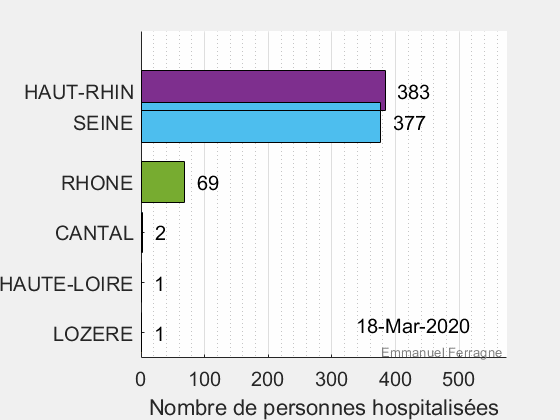 HAUT-RHIN 383
SEINE 377
RHONE 69
CANTAL 2
HAUTE-LOIRE 1
LOZERE 1
18-Mar-2020
Emmanuel Ferragne
0 100 200 300 400 500
Nombre de personnes hospitalisées